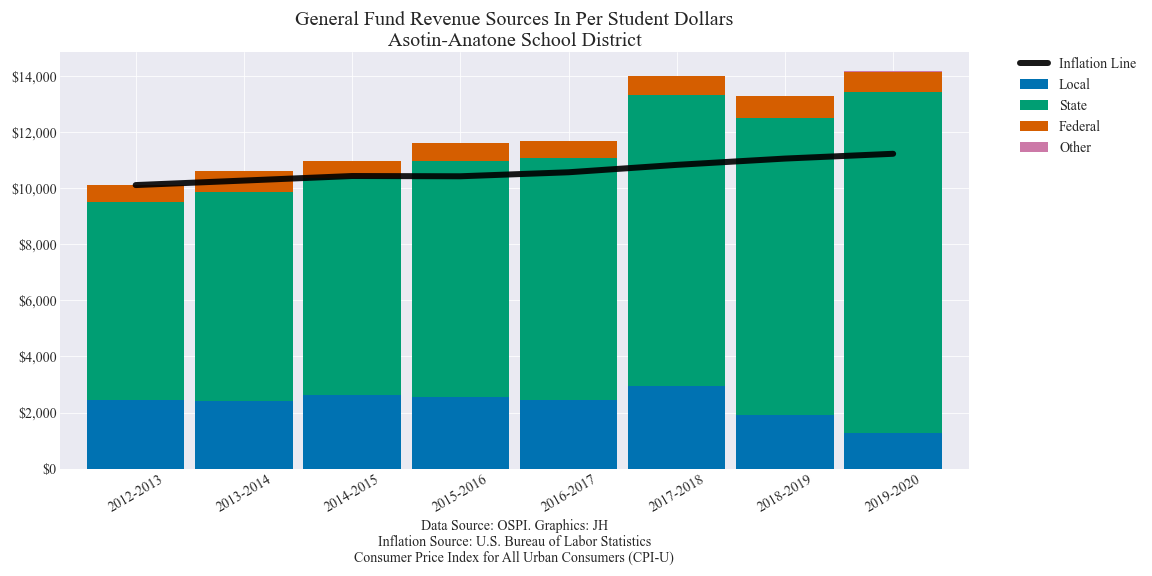 General Fund Revenue Sources In Per Student Dollars
Asotin-Anatone School District
$14,000
$12,000
$10,000
$8,000
$6,000
$4,000
$2,000
$0
Inflation Line
Local
State
Federal
Other
2012-2013
2013-2014
2014-2015
2015-2016
2016-2017
2017-2018
2018-2019
2019-2020
Data Source: OSPI. Graphics: JH
Inflation Source: U.S. Bureau of Labor Statistics
Consumer Price Index for All Urban Consumers (CPI-U)